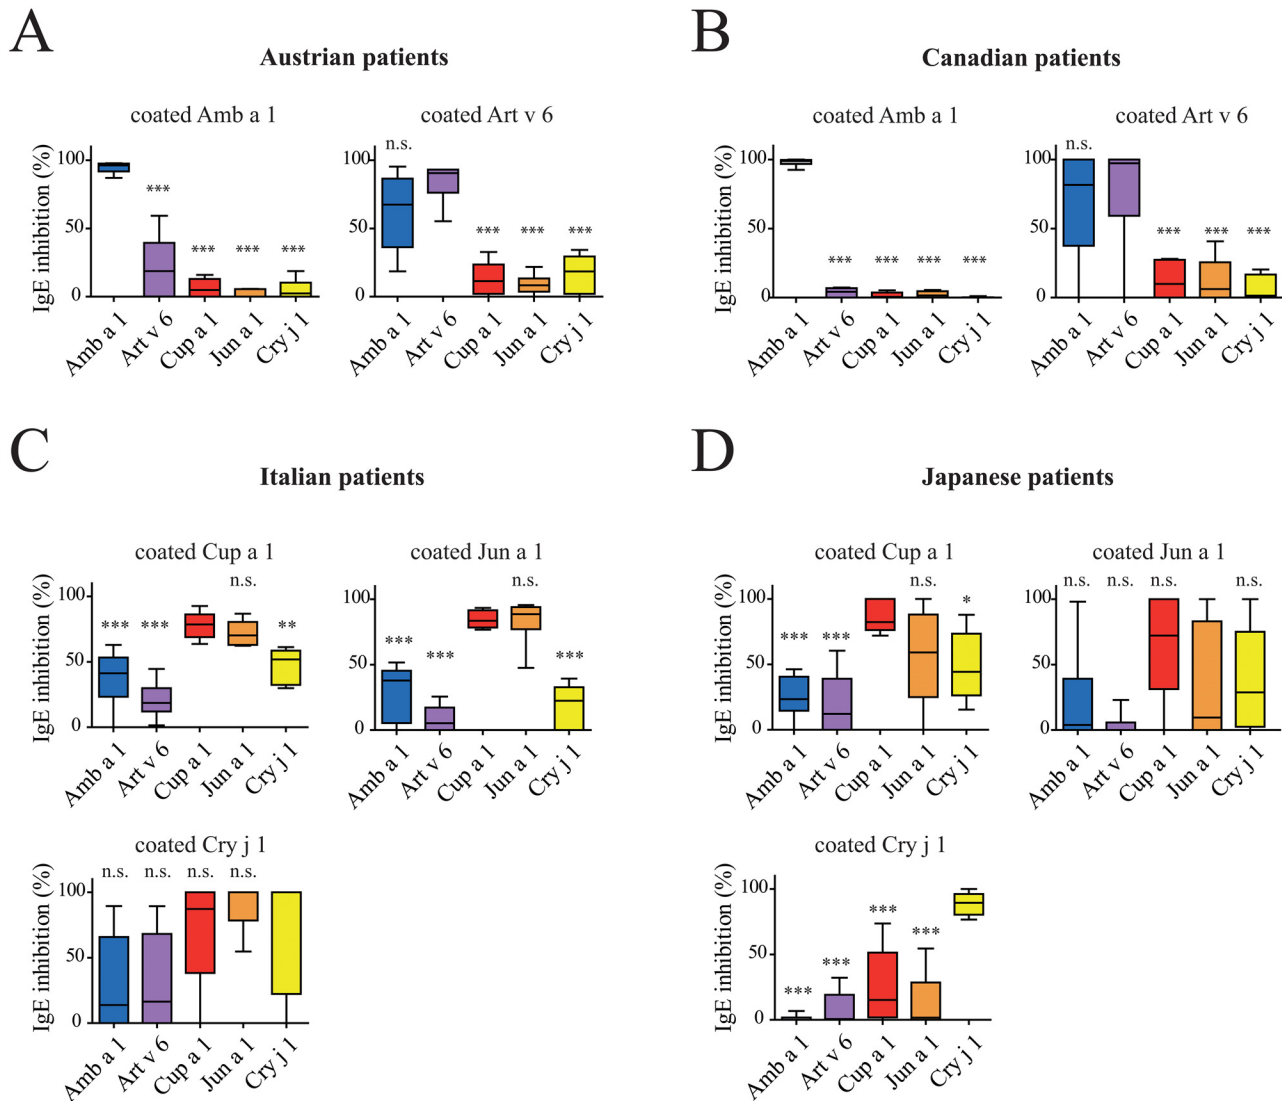 A
Austrian patients
coated Amb a 1
coated Art v 6
IgE inhibition (%)
100
50
0
***
***
***
***
Amb a 1
Art v 6
Cup a 1
Jun a 1
Cry j 1
100
50
0
n.s.
***
***
***
Amb a 1
Art v 6
Cup a 1
Jun a 1
Cry j 1
B
Canadian patients
coated Amb a 1
coated Art v 6
IgE inhibition (%)
100
50
0
***
***
***
***
Amb a 1
Art v 6
Cup a 1
Jun a 1
Cry j 1
100
50
0
n.s.
***
***
***
Amb a 1
Art v 6
Cup a 1
Jun a 1
Cry j 1
C
Italian patients
coated Cup a 1
coated Jun a 1
IgE inhibition (%)
100
50
0
***
***
n.s.
**
Amb a 1
Art v 6
Cup a 1
Jun a 1
Cry j 1
100
50
0
***
***
n.s.
***
Amb a 1
Art v 6
Cup a 1
Jun a 1
Cry j 1
coated Cry j 1
IgE inhibition (%)
100
50
0
n.s.
n.s.
n.s.
n.s.
Amb a 1
Art v 6
Cup a 1
Jun a 1
Cry j 1
D
Japanese patients
coated Cup a 1
coated Jun a 1
IgE inhibition (%)
100
50
0
***
***
n.s.
*
Amb a 1
Art v 6
Cup a 1
Jun a 1
Cry j 1
100
50
0
n.s.
n.s.
n.s.
n.s.
Amb a 1
Art v 6
Cup a 1
Jun a 1
Cry j 1
coated Cry j 1
IgE inhibition (%)
100
50
0
***
***
***
***
Amb a 1
Art v 6
Cup a 1
Jun a 1
Cry j 1